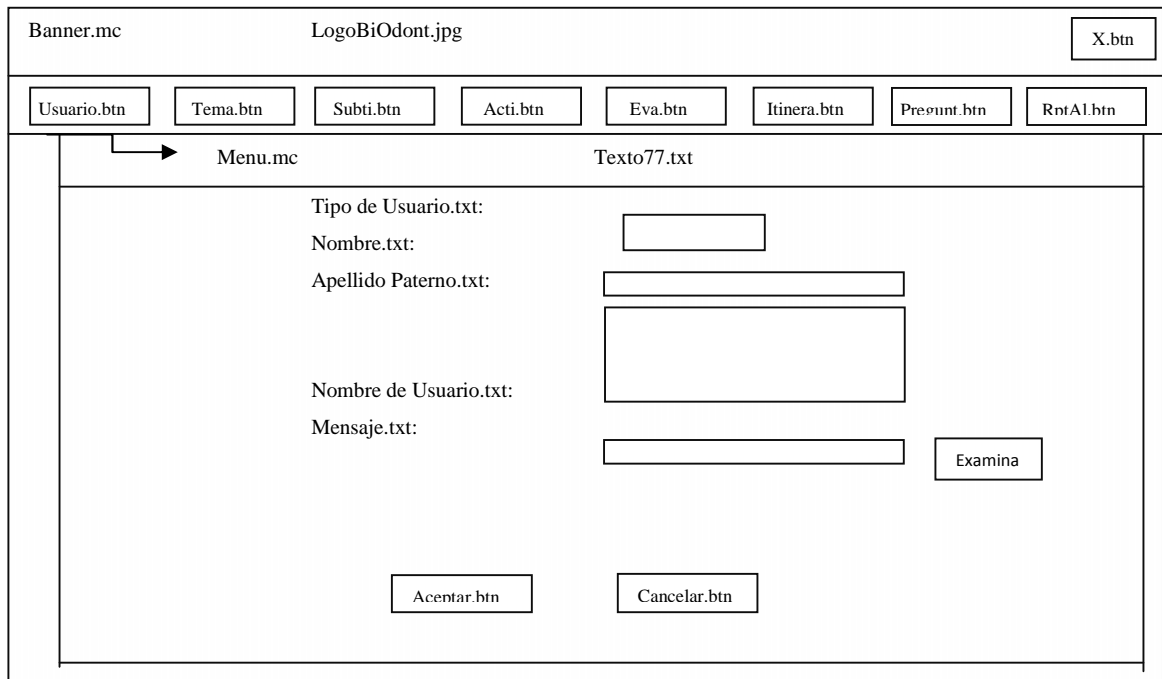 Banner.mc LogoBiOdont.jpg X.btn
Usuario.btn Tema.btn Subti.btn Acti.btn Eva.btn Itinera.btn Pregunt.btn RptAl.btn
Menu.mc Texto77.txt
Tipo de Usuario.txt:
Nombre.txt:
Apellido Paterno.txt:
Nombre de Usuario.txt:
Mensaje.txt:
Examina
Aceptar.btn Cancelar.btn